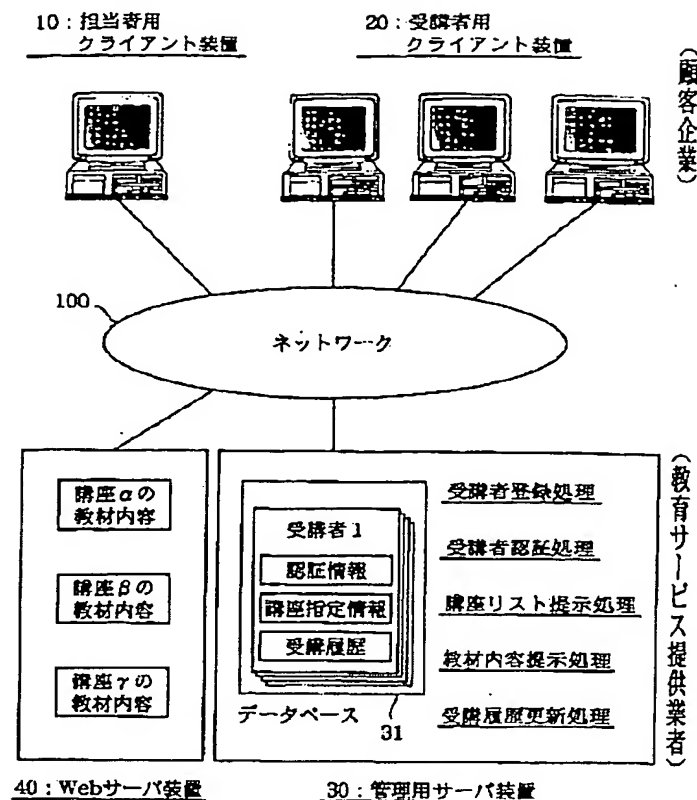 10：担当者用
クライアント装置
20：受講者用
クライアント装置
（顧客企業）
100
ネットワーク
講座αの
教材内容
講座βの
教材内容
講座γの
教材内容
受講者1
認証情報
講座指定情報
受講履歴
データベース
31
受講者登録処理
受講者認証処理
講座リスト提示処理
教材内容提示処理
受講履歴更新処理
（教育サービス提供業者）
40：Webサーバ装置
30：管理用サーバ装置